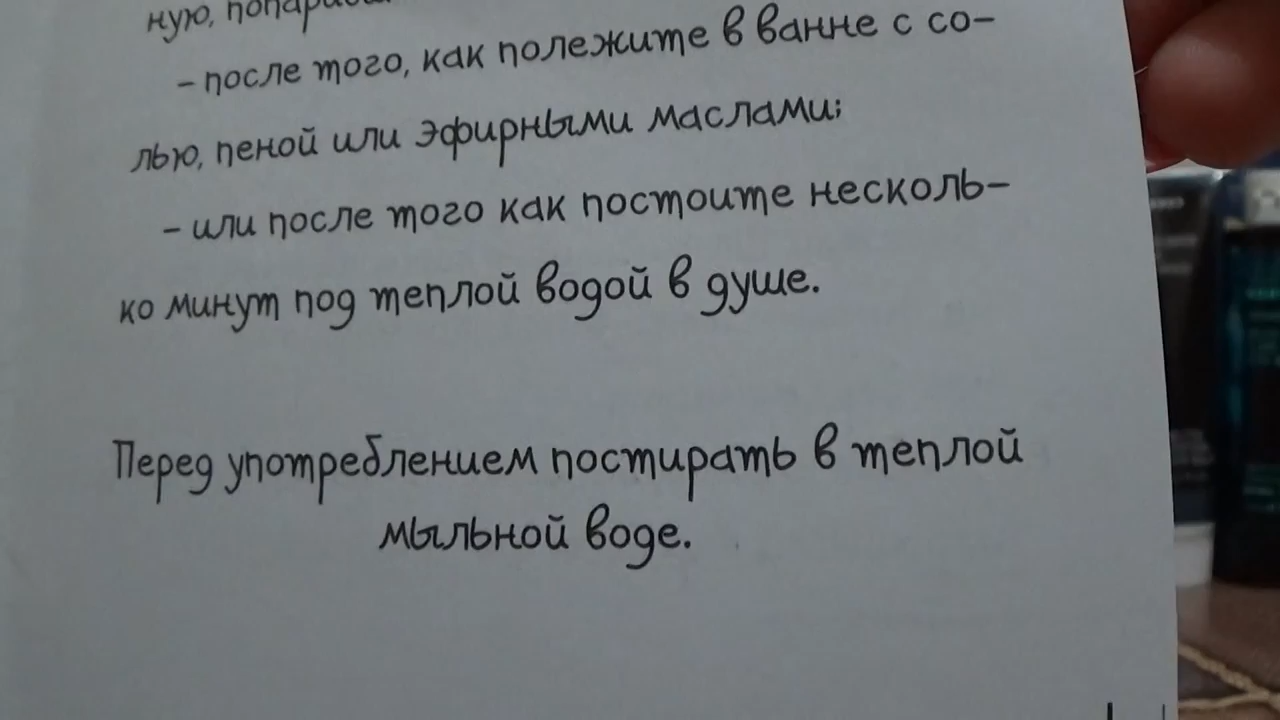 ную,
- после того, как полежите в ванне с со-
лью, пеной или эфирными маслами;
- или после того как постоите несколь-
ко минут под теплой водой в душе.
Перед употреблением постирать в теплой
мыльной воде.